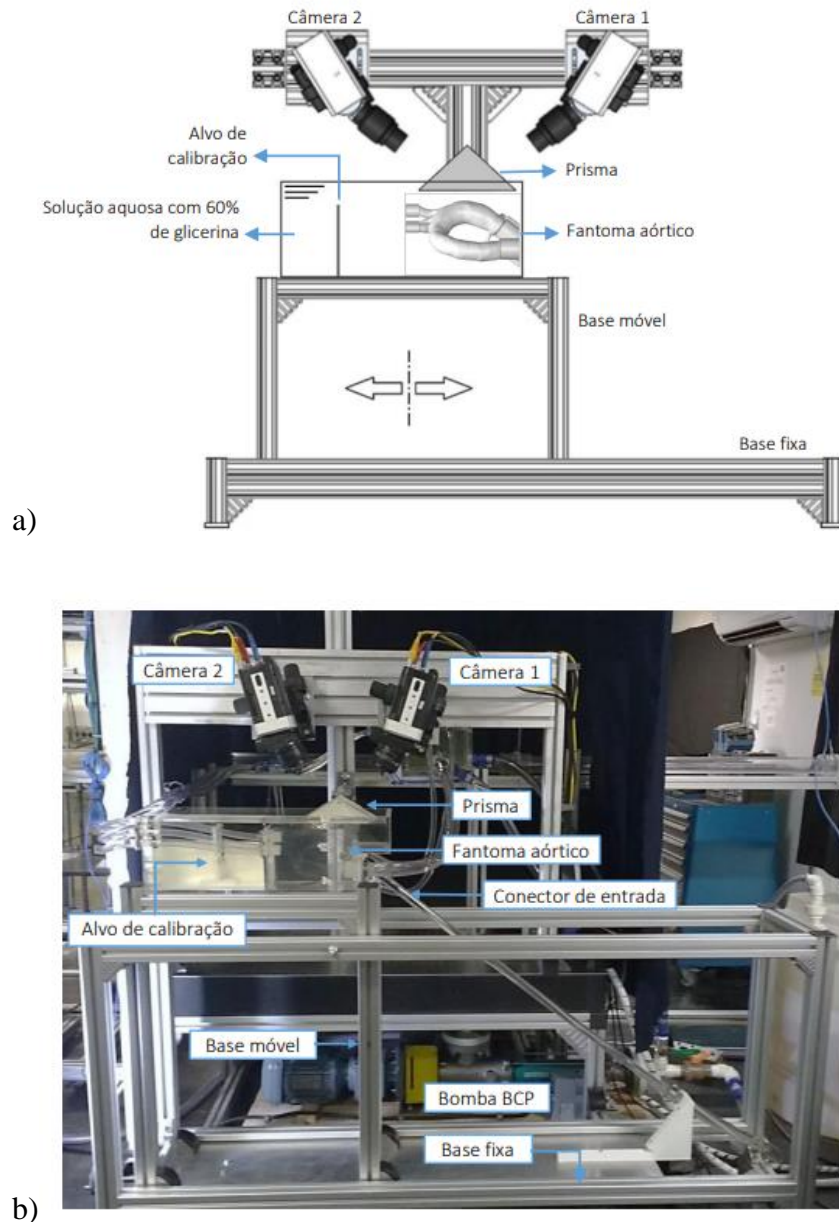 Câmera 2
Câmera 1
Alvo de
calibração
Prisma
Solução aquosa com 60%
de glicerina
Fantoma aórtico
Base móvel
Base fixa
a)
Câmera 2
Câmera 1
Prisma
Fantoma aórtico
Conector de entrada
Alvo de calibração
Base móvel
Bomba BCP
Base fixa
b)